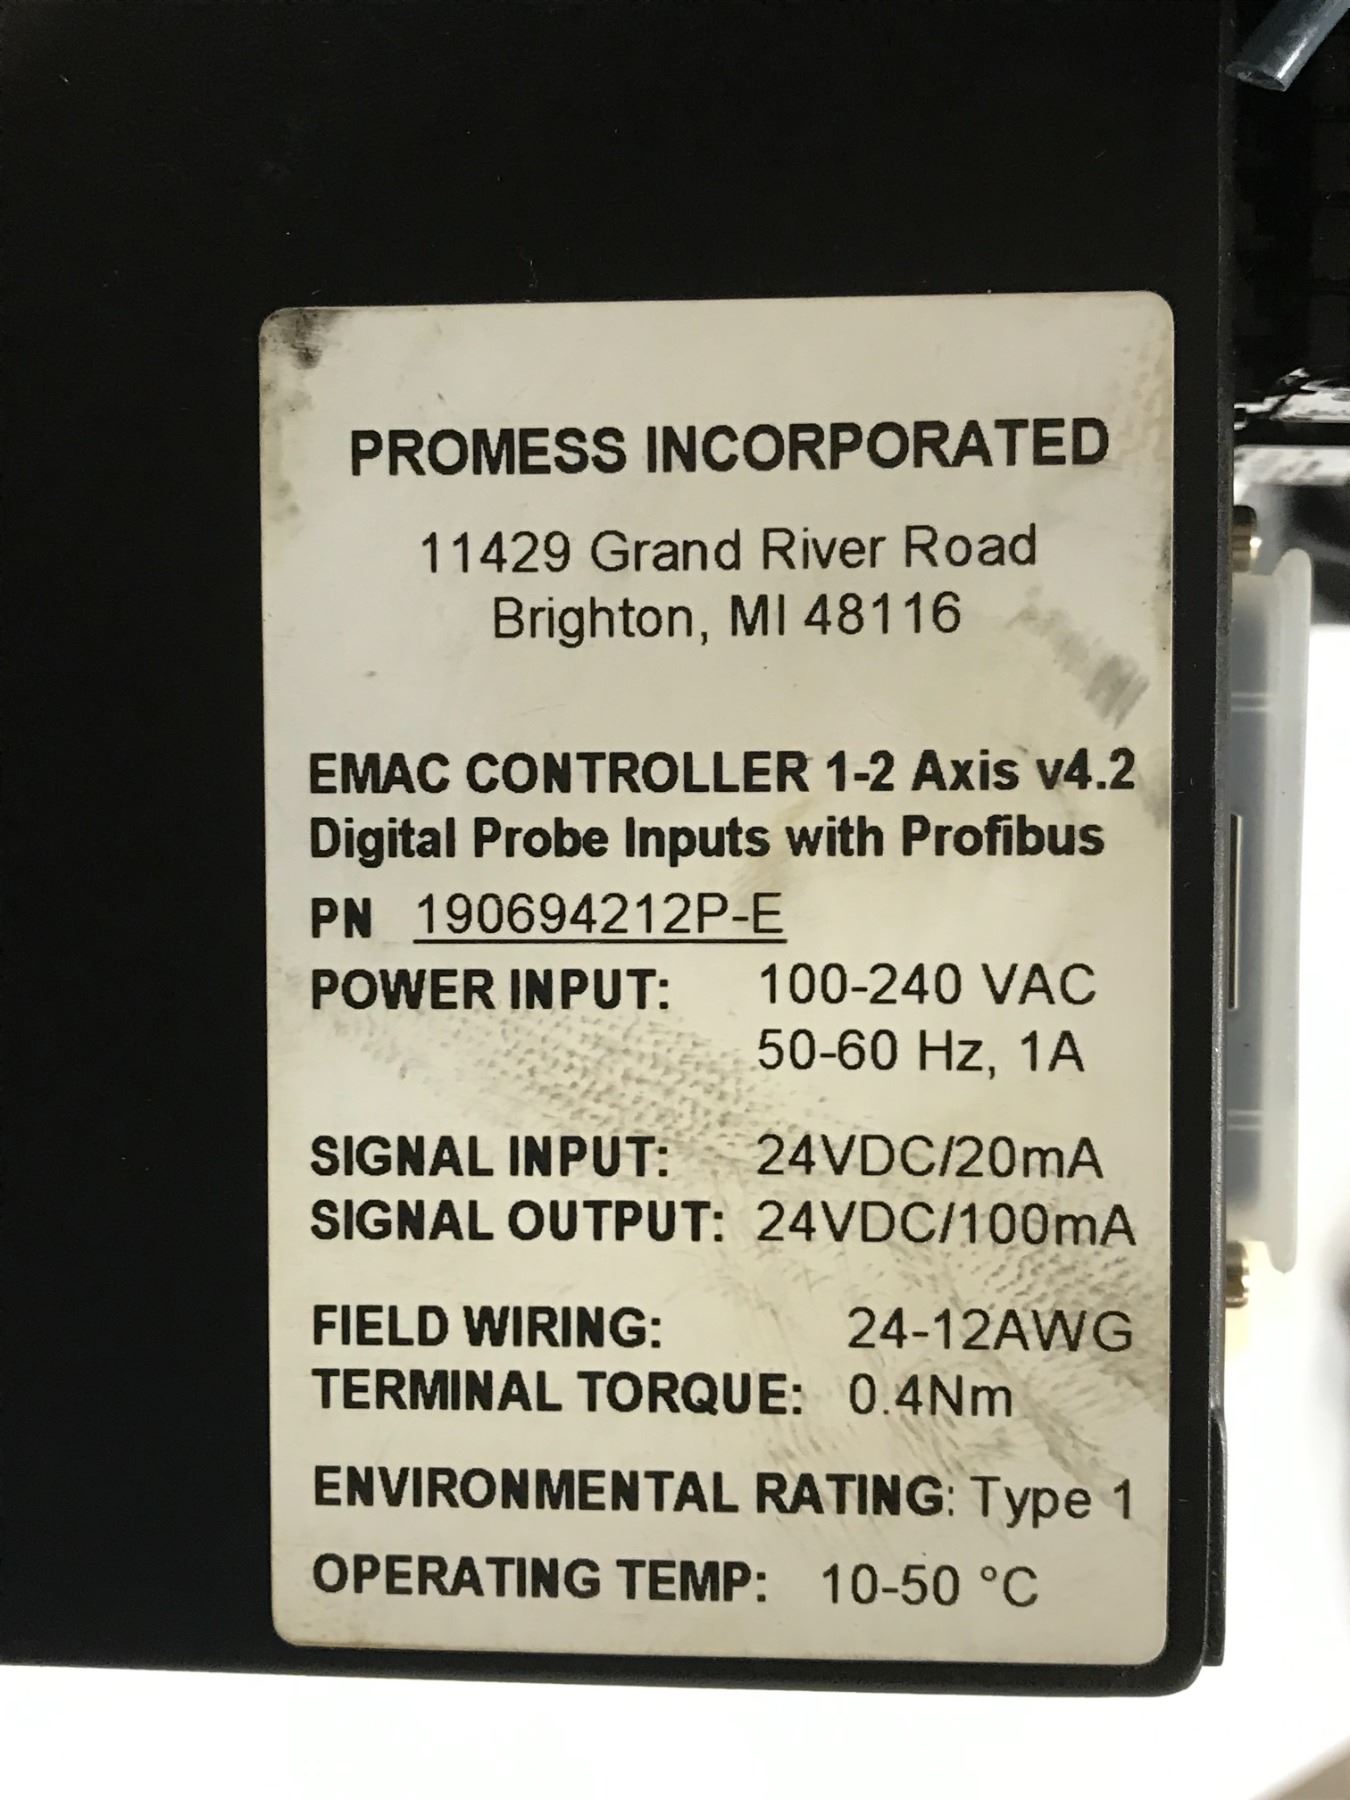 PROMESS INCORPORATED
11429 Grand River Road
Brighton, MI 48116
EMAC CONTROLLER 1-2 Axis v4.2
Digital Probe Inputs with Profibus
PN 190694212P-E
POWER INPUT: 100-240 VAC
50-60 Hz, 1A
SIGNAL INPUT: 24VDC/20mA
SIGNAL OUTPUT: 24VDC/100mA
FIELD WIRING: 24-12AWG
TERMINAL TORQUE: 0.4Nm
ENVIRONMENTAL RATING: Type 1
OPERATING TEMP: 10-50 °C